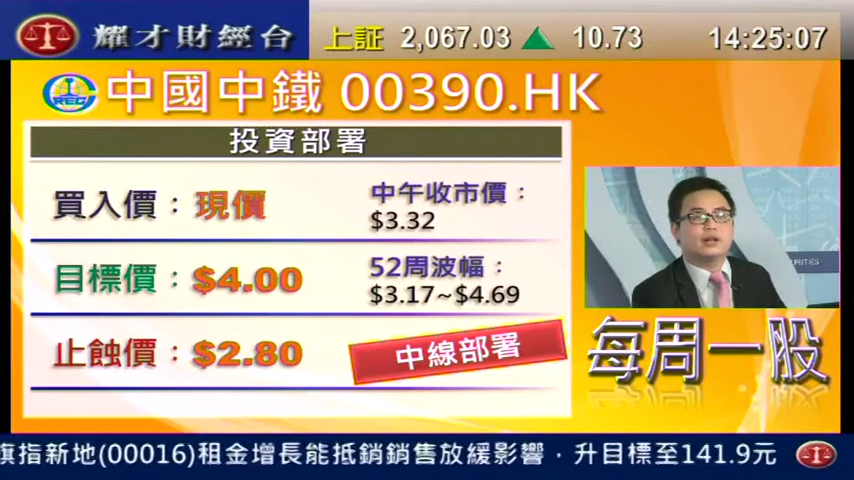 耀才財經台
上証 2,067.03 ▲ 10.73
14:25:07
CREC
中國中鐵 00390.HK
投資部署
買入價：現價
中午收市價：
$3.32
目標價：$4.00
52周波幅：
$3.17~$4.69
止蝕價：$2.80
中線部署
URITIES
每周一股
旗指新地(00016)租金增長能抵銷銷售放緩影響，升目標至141.9元